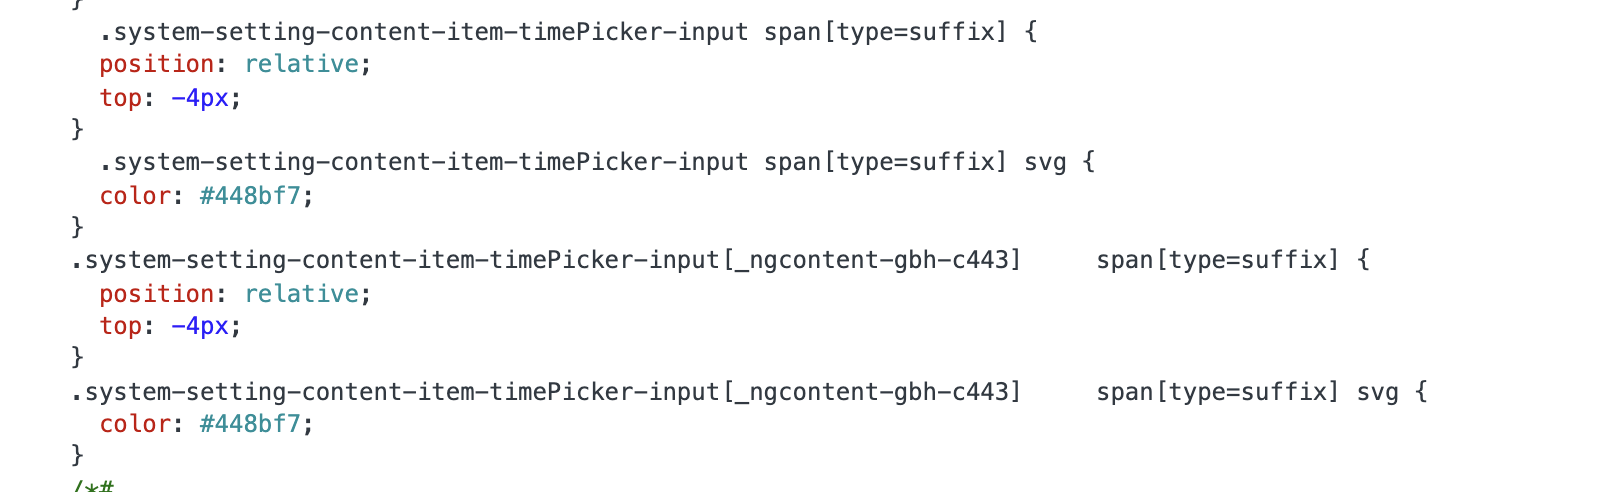 }
  .system-setting-content-item-timePicker-input span[type=suffix] {
  position: relative;
  top: -4px;
}
  .system-setting-content-item-timePicker-input span[type=suffix] svg {
  color: #448bf7;
}
.system-setting-content-item-timePicker-input[_ngcontent-gbh-c443]     span[type=suffix] {
  position: relative;
  top: -4px;
}
.system-setting-content-item-timePicker-input[_ngcontent-gbh-c443]     span[type=suffix] svg {
  color: #448bf7;
}
/*#